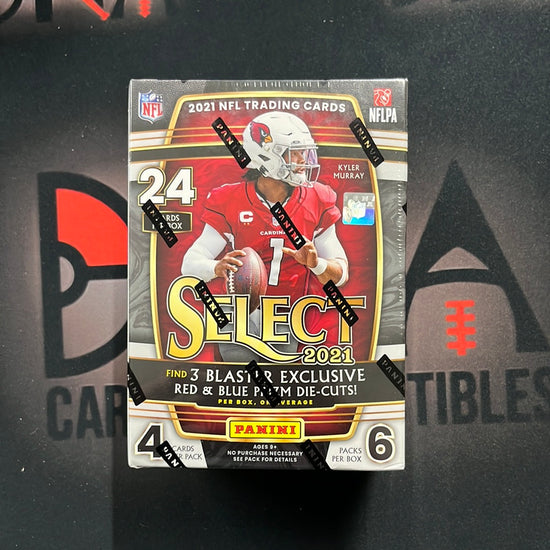 2021 NFL TRADING CARDS
NFL
NFLPA
KYLER
MURRAY
24
CARDS
BOX
CARDINALS
1
C
SELECT
2021
FIND 3 BLASTER EXCLUSIVE
RED & BLUE PRIZM DIE-CUTS!
PER BOX, ON AVERAGE
PANINI
4 CARDS
PER PACK
AGES 9+
NO PURCHASE NECESSARY
SEE PACK FOR DETAILS
PACKS
PER BOX 6
PANINI
PANINI
PANINI
PANINI
PANINI
PANINI
PANINI
CAR
TIBLES